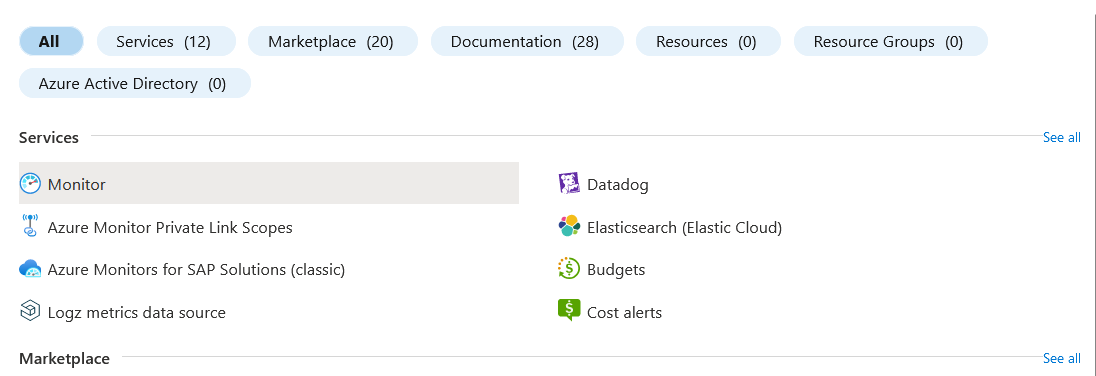 All Services (12) Marketplace (20) Documentation (28) Resources (0) Resource Groups (0)
Azure Active Directory (0)
Services See all
Monitor Datadog
Azure Monitor Private Link Scopes Elasticsearch (Elastic Cloud)
Azure Monitors for SAP Solutions (classic) Budgets
Logz metrics data source Cost alerts
Marketplace See all